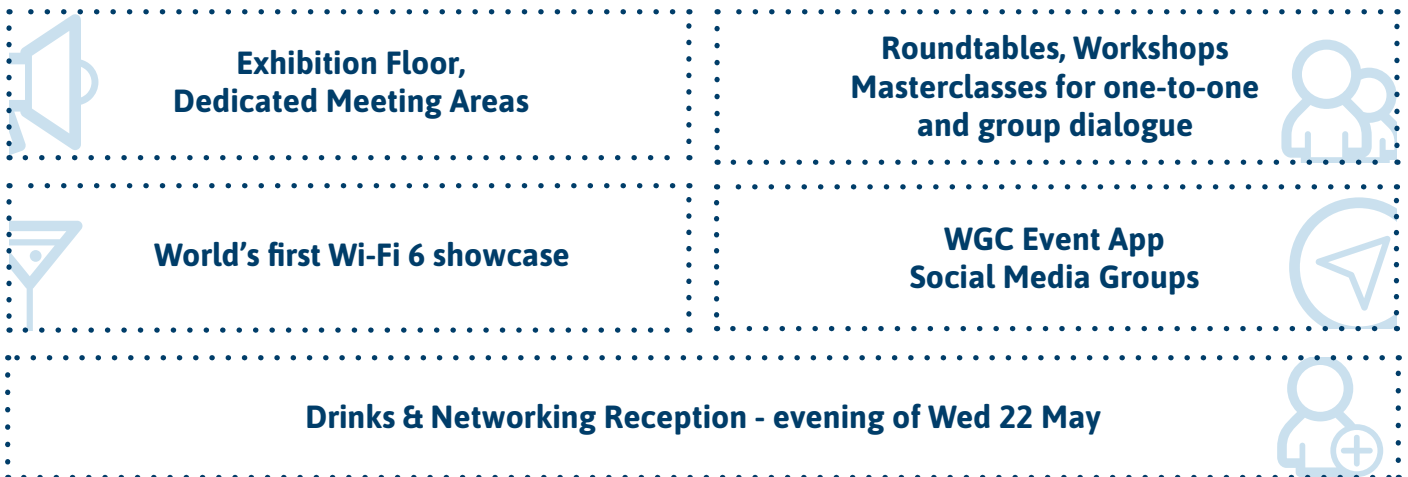 Exhibition Floor,
Dedicated Meeting Areas
Roundtables, Workshops
Masterclasses for one-to-one
and group dialogue
World’s first Wi-Fi 6 showcase
WGC Event App
Social Media Groups
Drinks & Networking Reception - evening of Wed 22 May